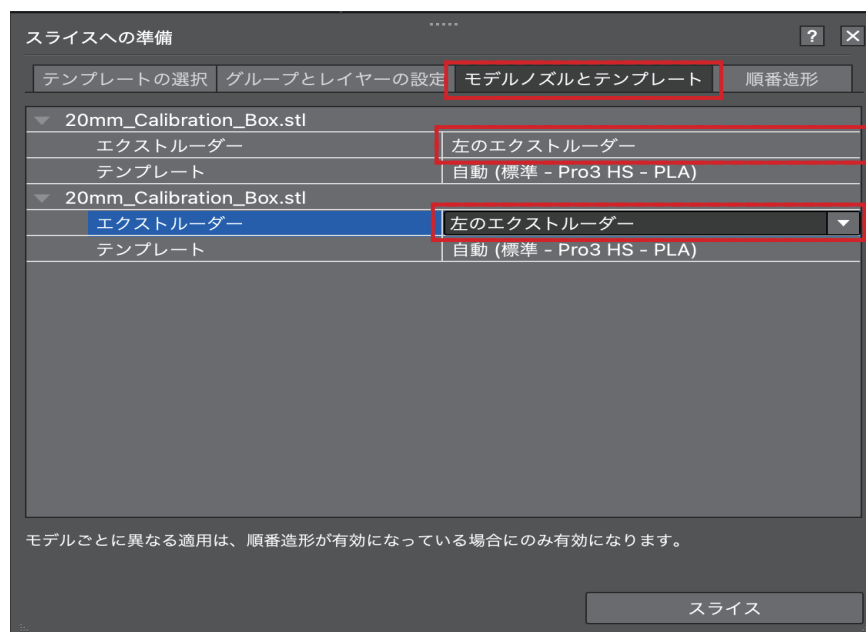 スライスへの準備
? ×
テンプレートの選択 グループとレイヤーの設定 モデルノズルとテンプレート 順番造形
20mm_Calibration_Box.stl
エクストルーダー 左のエクストルーダー
テンプレート 自動 (標準 - Pro3 HS - PLA)
20mm_Calibration_Box.stl
エクストルーダー 左のエクストルーダー
テンプレート 自動 (標準 - Pro3 HS - PLA)
モデルごとに異なる適用は、順番造形が有効になっている場合にのみ有効になります。
スライス